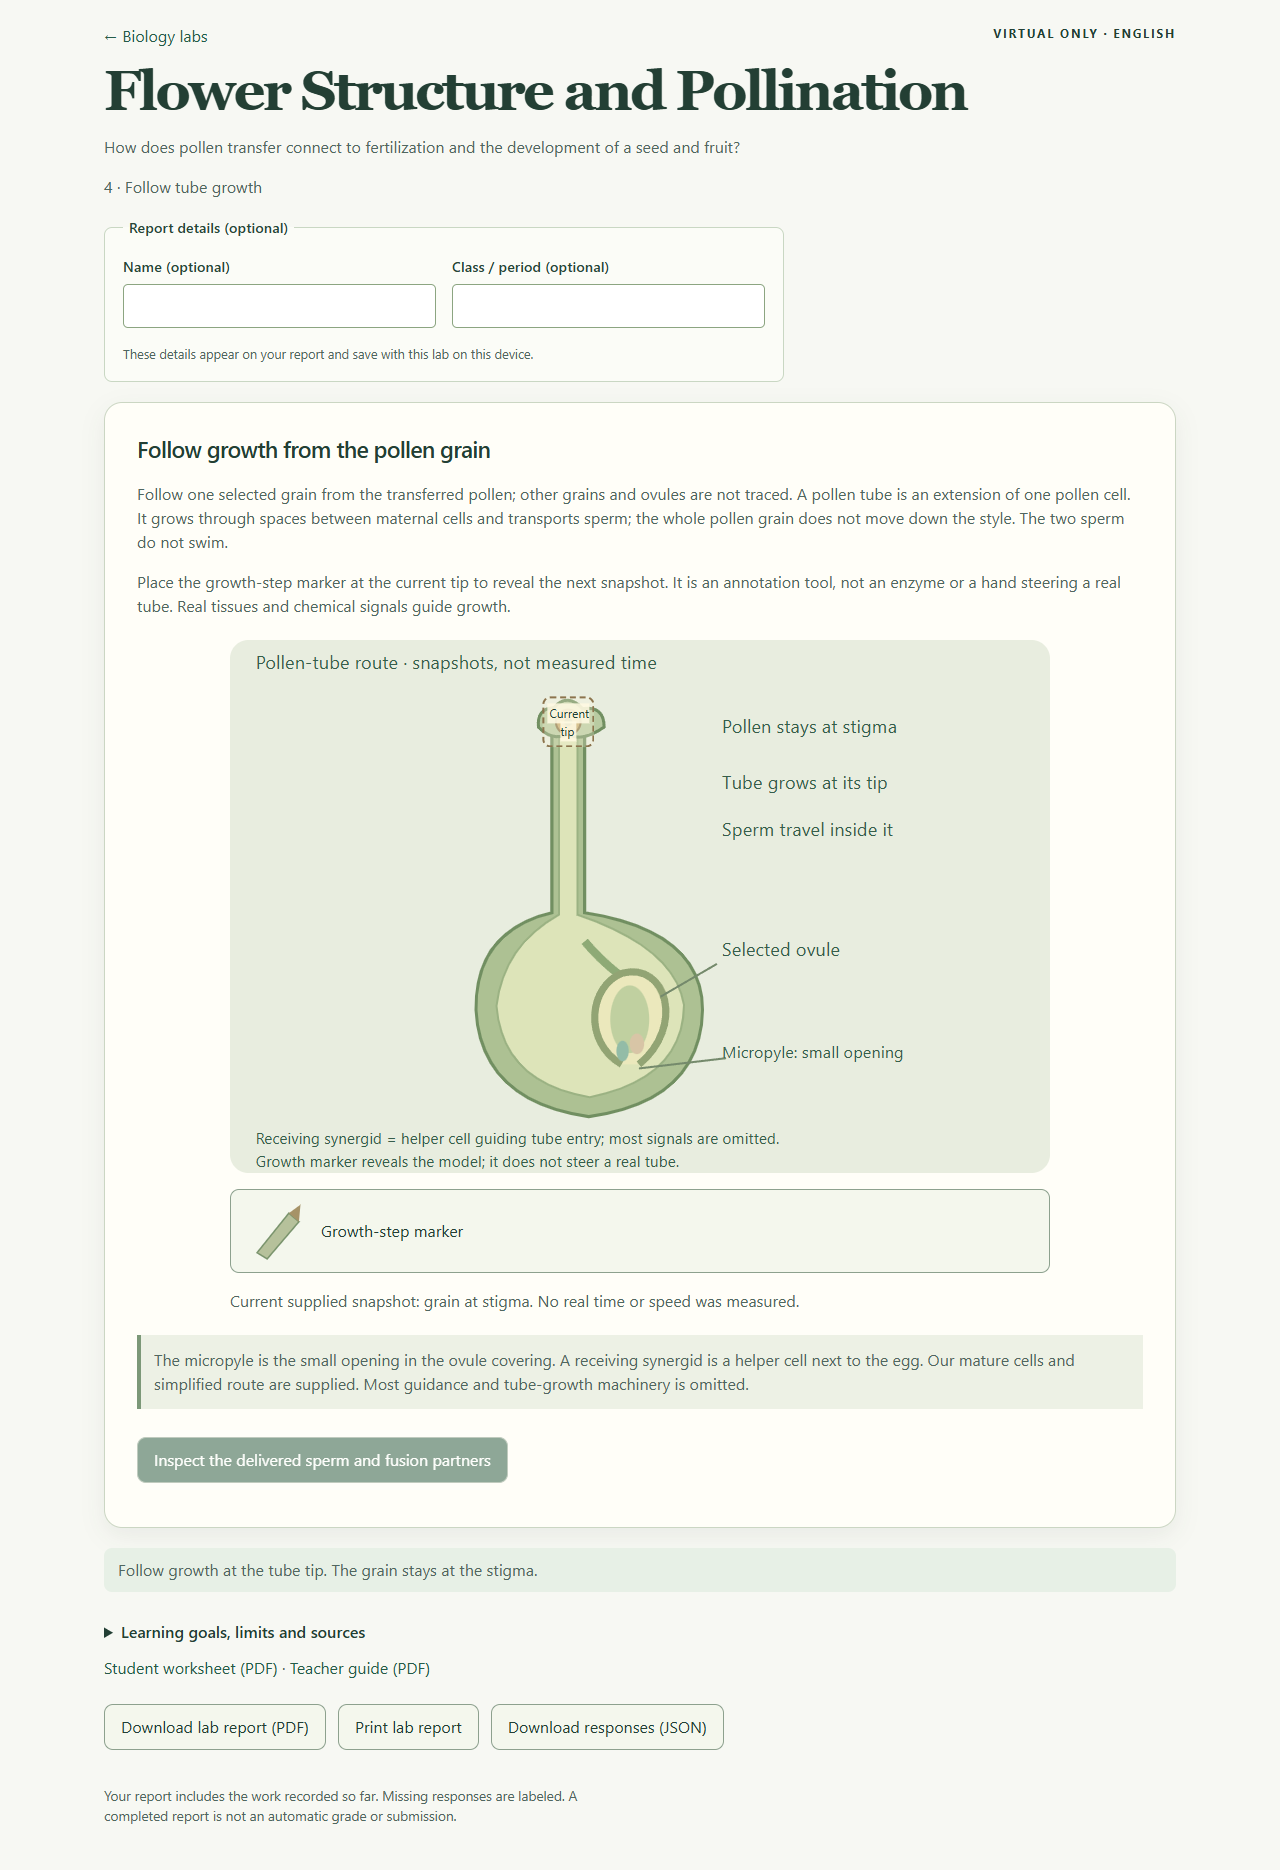 ← Biology labs
VIRTUAL ONLY · ENGLISH
Flower Structure and Pollination
How does pollen transfer connect to fertilization and the development of a seed and fruit?
4 · Follow tube growth
Report details (optional)
Name (optional)
Class / period (optional)
These details appear on your report and save with this lab on this device.
Follow growth from the pollen grain
Follow one selected grain from the transferred pollen; other grains and ovules are not traced. A pollen tube is an extension of one pollen cell.
It grows through spaces between maternal cells and transports sperm; the whole pollen grain does not move down the style. The two sperm
do not swim.
Place the growth-step marker at the current tip to reveal the next snapshot. It is an annotation tool, not an enzyme or a hand steering a real
tube. Real tissues and chemical signals guide growth.
Pollen-tube route · snapshots, not measured time
Current
tip
Pollen stays at stigma
Tube grows at its tip
Sperm travel inside it
Selected ovule
Micropyle: small opening
Receiving synergid = helper cell guiding tube entry; most signals are omitted.
Growth marker reveals the model; it does not steer a real tube.
Growth-step marker
Current supplied snapshot: grain at stigma. No real time or speed was measured.
The micropyle is the small opening in the ovule covering. A receiving synergid is a helper cell next to the egg. Our mature cells and
simplified route are supplied. Most guidance and tube-growth machinery is omitted.
Inspect the delivered sperm and fusion partners
Follow growth at the tube tip. The grain stays at the stigma.
Learning goals, limits and sources
Student worksheet (PDF) · Teacher guide (PDF)
Download lab report (PDF)
Print lab report
Download responses (JSON)
Your report includes the work recorded so far. Missing responses are labeled. A
completed report is not an automatic grade or submission.